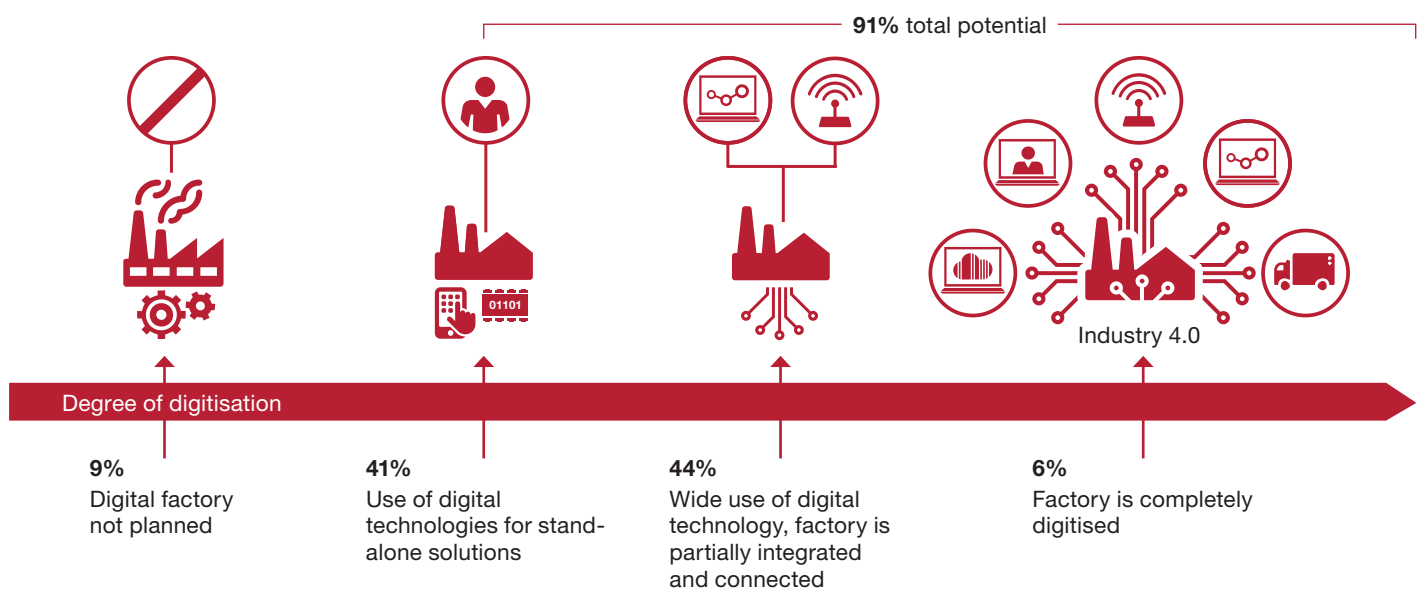 91% total potential
01101
Industry 4.0
Degree of digitisation
9%
Digital factory
not planned
41%
Use of digital
technologies for stand-
alone solutions
44%
Wide use of digital
technology, factory is
partially integrated
and connected
6%
Factory is completely
digitised